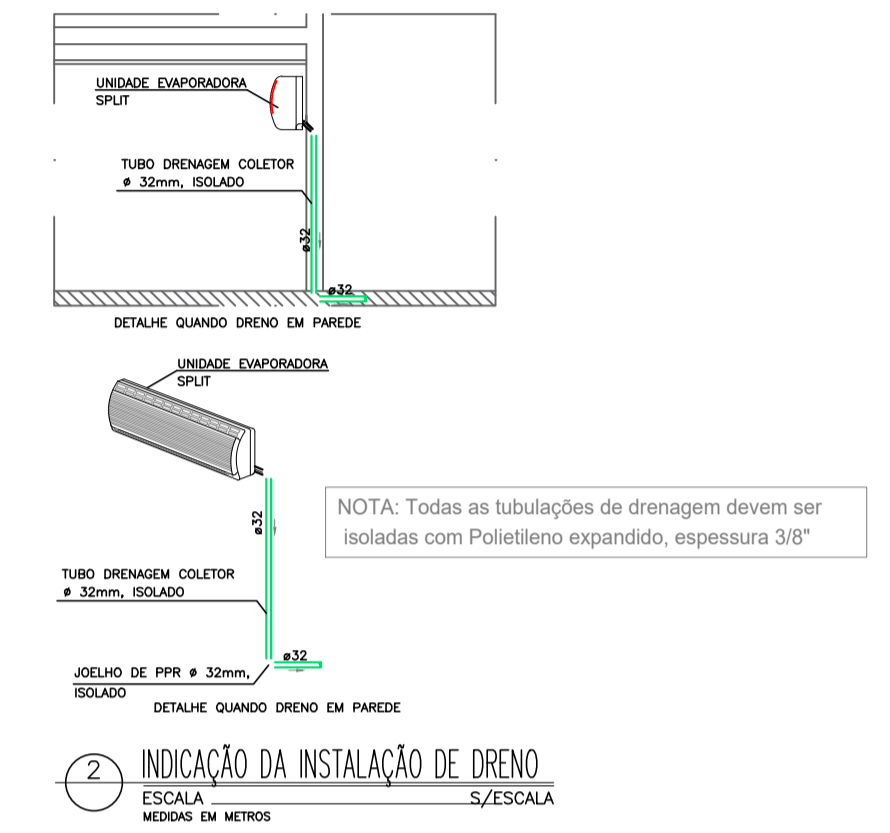 UNIDADE EVAPORADORA
SPLIT
TUBO DRENAGEM COLETOR
ø 32mm, ISOLADO
ø32
ø32
DETALHE QUANDO DRENO EM PAREDE
UNIDADE EVAPORADORA
SPLIT
ø32
NOTA: Todas as tubulações de drenagem devem ser
isoladas com Polietileno expandido, espessura 3/8"
TUBO DRENAGEM COLETOR
ø 32mm, ISOLADO
ø32
JOELHO DE PPR ø 32mm,
ISOLADO
DETALHE QUANDO DRENO EM PAREDE
2 INDICAÇÃO DA INSTALAÇÃO DE DRENO
ESCALA S/ESCALA
MEDIDAS EM METROS